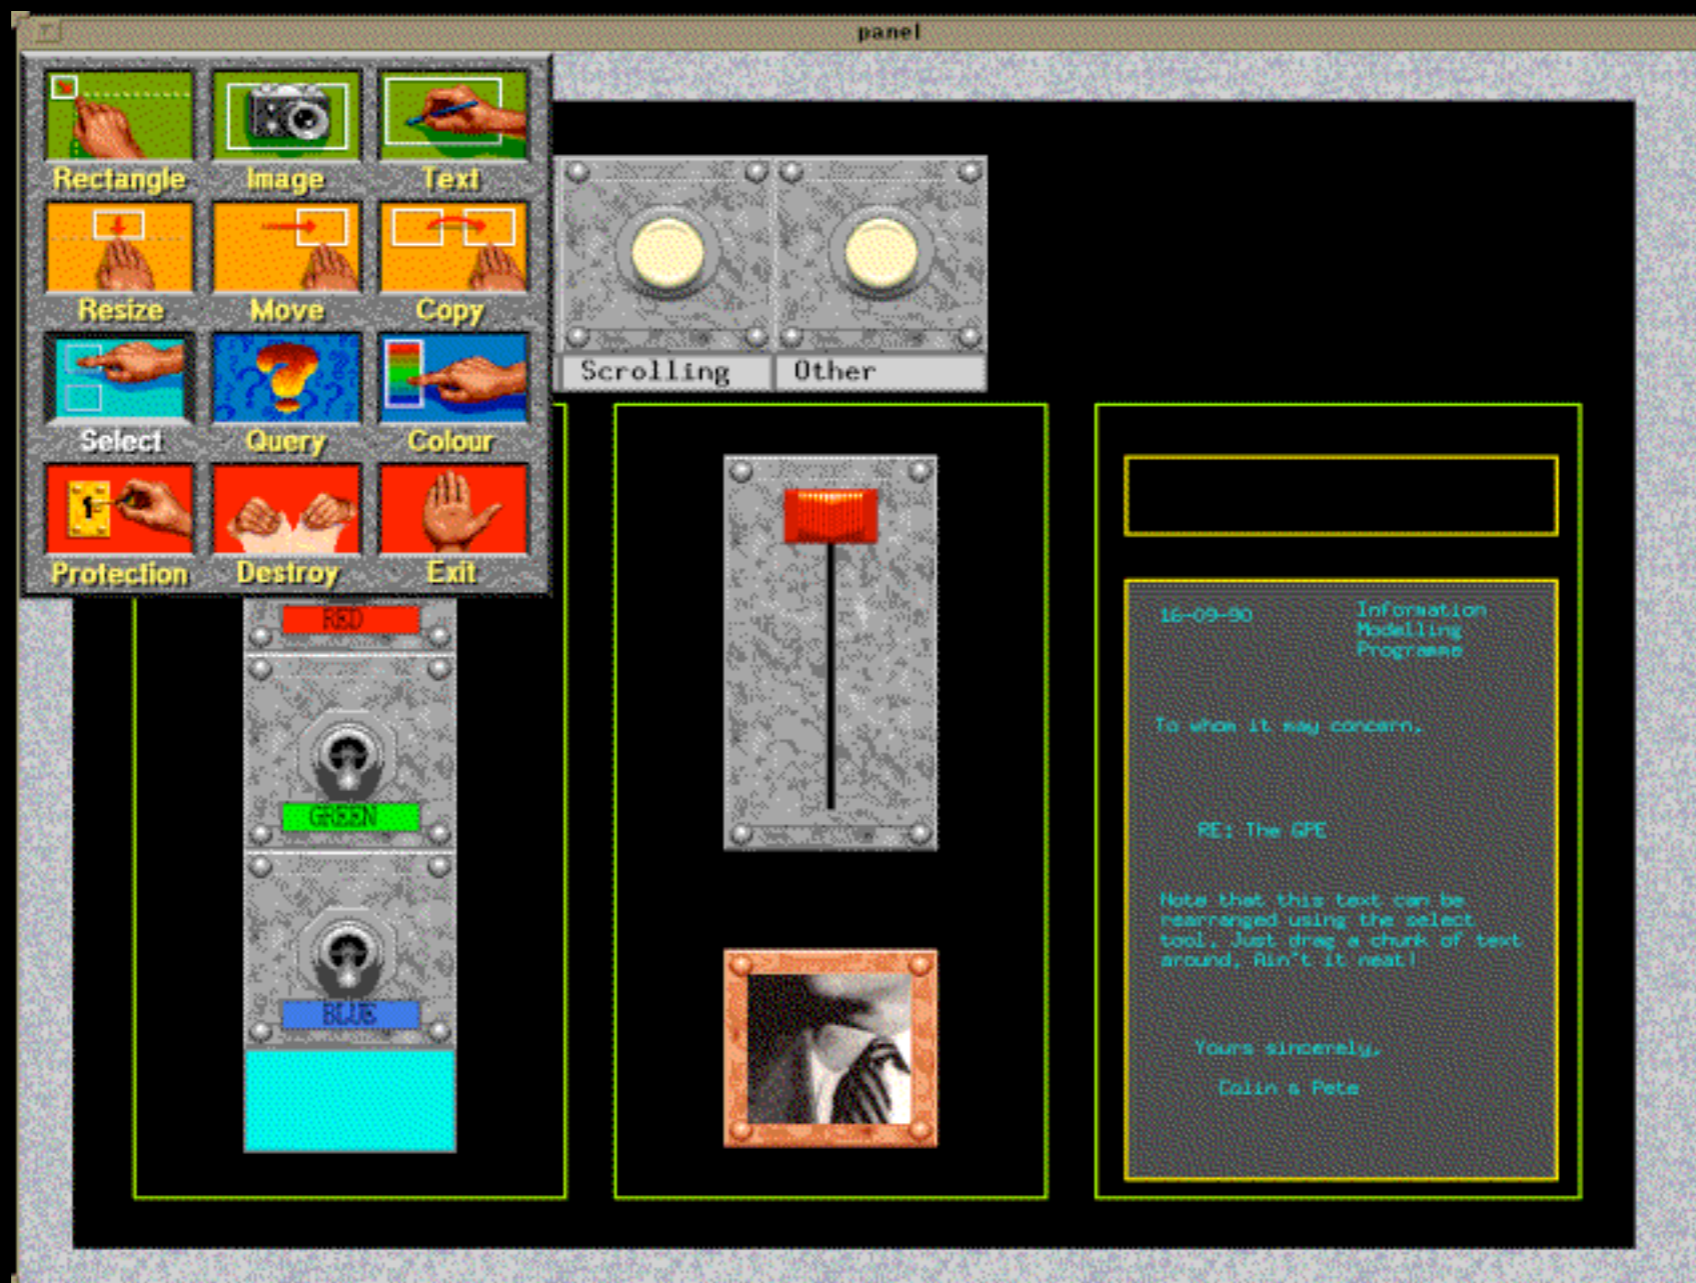 panel
Rectangle Image Text
Resize Move Copy
Select Query Colour
Protection Destroy Exit
Scrolling Other
RED
GREEN
BLUE
16-09-90 Information
Modelling
Programme
To whom it may concern,
RE: The GPE
Note that this text can be
rearranged using the select
tool. Just drag a chunk of text
around. Ain't it neat!
Yours sincerely,
Colin & Pete